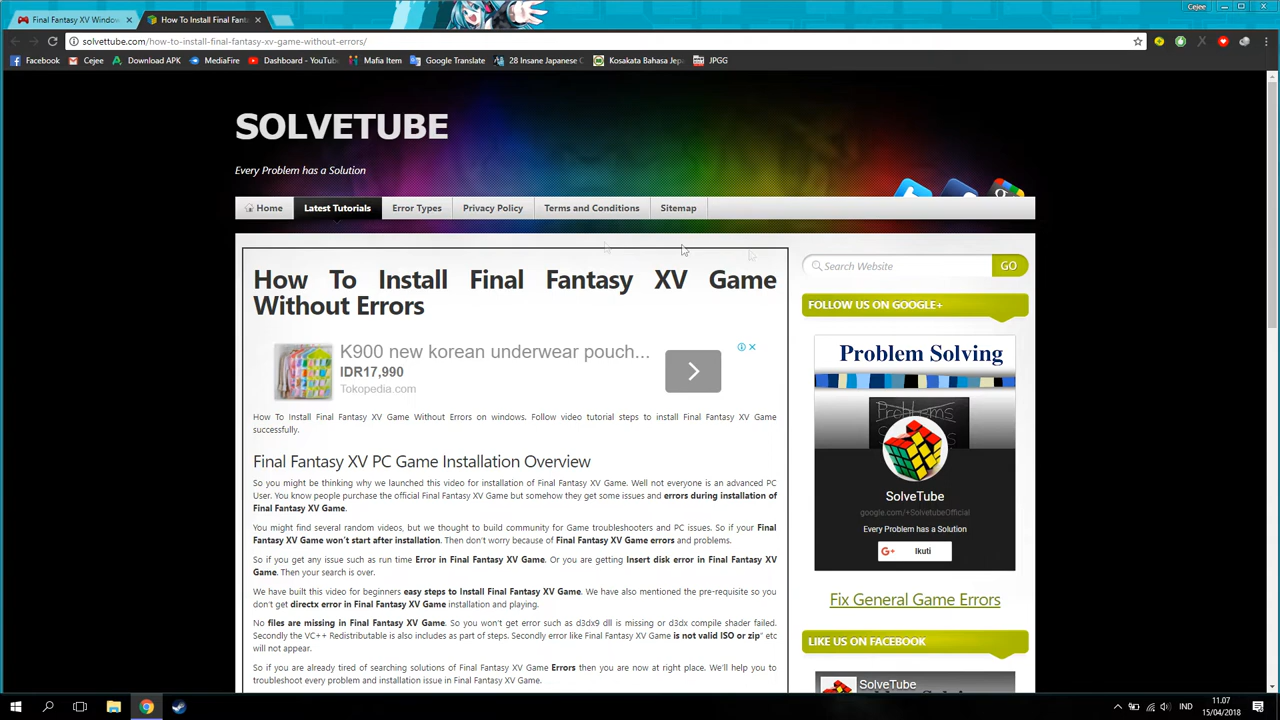 Final Fantasy XV Window
How To Install Final Fanta
Cejee
solvettube.com/how-to-install-final-fantasy-xv-game-without-errors/
Facebook
Cejee
Download APK
MediaFire
Dashboard - YouTube
Mafia Item
Google Translate
28 Insane Japanese C
Kosakata Bahasa Jepa
JPGG
SOLVETUBE
Every Problem has a Solution
Home
Latest Tutorials
Error Types
Privacy Policy
Terms and Conditions
Sitemap
How To Install Final Fantasy XV Game
Without Errors
K900 new korean underwear pouch...
IDR17,990
Tokopedia.com
How To Install Final Fantasy XV Game Without Errors on windows. Follow video tutorial steps to install Final Fantasy XV Game
successfully.
Final Fantasy XV PC Game Installation Overview
So you might be thinking why we launched this video for installation of Final Fantasy XV Game. Well not everyone is an advanced PC
User. You know people purchase the official Final Fantasy XV Game but somehow they get some issues and errors during installation of
Final Fantasy XV Game.
You might find several random videos, but we thought to build community for Game troubleshooters and PC issues. So if your Final
Fantasy XV Game won't start after installation. Then don't worry because of Final Fantasy XV Game errors and problems.
So if you get any issue such as run time Error in Final Fantasy XV Game. Or you are getting Insert disk error in Final Fantasy XV
Game. Then your search is over.
We have built this video for beginners easy steps to Install Final Fantasy XV Game. We have also mentioned the pre-requisite so you
don't get directx error in Final Fantasy XV Game installation and playing.
No files are missing in Final Fantasy XV Game. So you won't get error such as d3dx9 dll is missing or d3dx compile shader failed.
Secondly the VC++ Redistributable is also includes as part of steps. Secondly error like Final Fantasy XV Game is not valid ISO or zip" etc
will not appear.
So if you are already tired of searching solutions of Final Fantasy XV Game Errors then you are now at right place. We'll help you to
troubleshoot every problem and installation issue in Final Fantasy XV Game.
Search Website
GO
FOLLOW US ON GOOGLE+
Problem Solving
Problems
SolveTube
google.com/+SolvetubeOfficial
Every Problem has a Solution
G+ Ikuti
Fix General Game Errors
LIKE US ON FACEBOOK
SolveTube
IND
11.07
15/04/2018